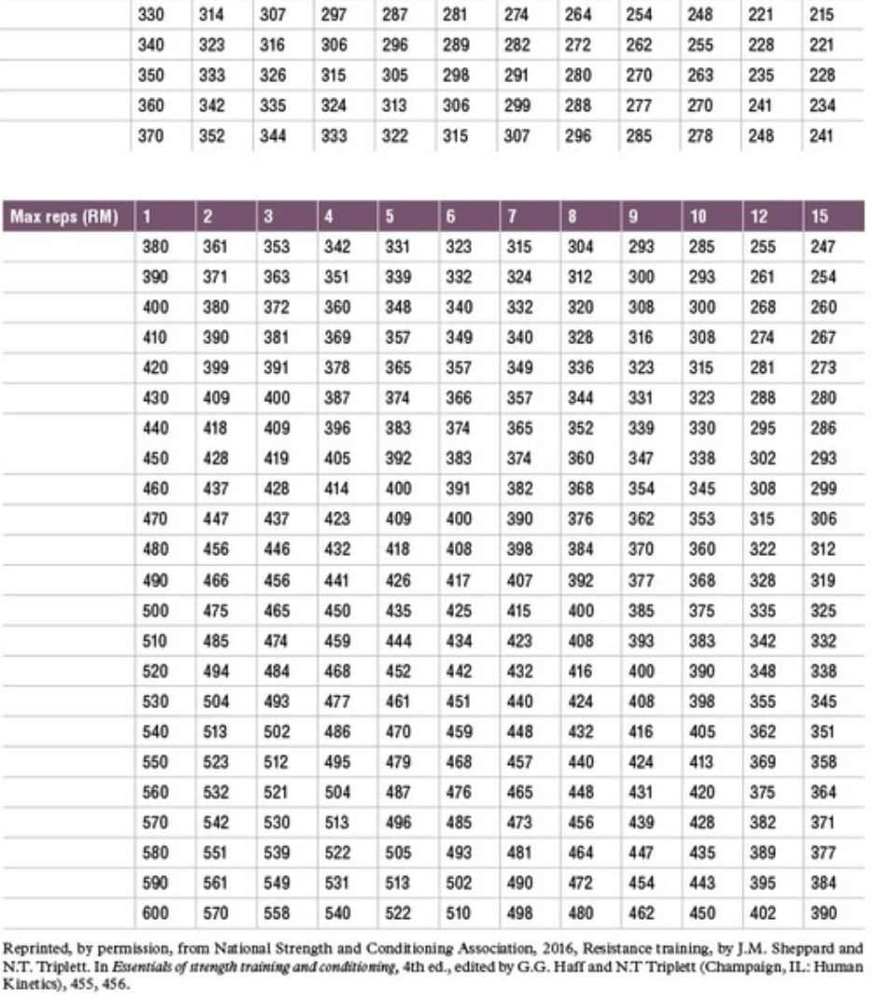 330 314 307 297 287 281 274 264 254 248 221 215
340 323 316 306 296 289 282 272 262 255 228 221
350 333 326 315 305 298 291 280 270 263 235 228
360 342 335 324 313 306 299 288 277 270 241 234
370 352 344 333 322 315 307 296 285 278 248 241
Max reps (RM) 1 2 3 4 5 6 7 8 9 10 12 15
380 361 353 342 331 323 315 304 293 285 255 247
390 371 363 351 339 332 324 312 300 293 261 254
400 380 372 360 348 340 332 320 308 300 268 260
410 390 381 369 357 349 340 328 316 308 274 267
420 399 391 378 365 357 349 336 323 315 281 273
430 409 400 387 374 366 357 344 331 323 288 280
440 418 409 396 383 374 365 352 339 330 295 286
450 428 419 405 392 383 374 360 347 338 302 293
460 437 428 414 400 391 382 368 354 345 308 299
470 447 437 423 409 400 390 376 362 353 315 306
480 456 446 432 418 408 398 384 370 360 322 312
490 466 456 441 426 417 407 392 377 368 328 319
500 475 465 450 435 425 415 400 385 375 335 325
510 485 474 459 444 434 423 408 393 383 342 332
520 494 484 468 452 442 432 416 400 390 348 338
530 504 493 477 461 451 440 424 408 398 355 345
540 513 502 486 470 459 448 432 416 405 362 351
550 523 512 495 479 468 457 440 424 413 369 358
560 532 521 504 487 476 465 448 431 420 375 364
570 542 530 513 496 485 473 456 439 428 382 371
580 551 539 522 505 493 481 464 447 435 389 377
590 561 549 531 513 502 490 472 454 443 395 384
600 570 558 540 522 510 498 480 462 450 402 390
Reprinted, by permission, from National Strength and Conditioning Association, 2016, Resistance training, by J.M. Sheppard and
N.T. Triplett. In Essentials of strength training and conditioning, 4th ed., edited by G.G. Haff and N.T Triplett (Champaign, IL: Human
Kinetics), 455, 456.